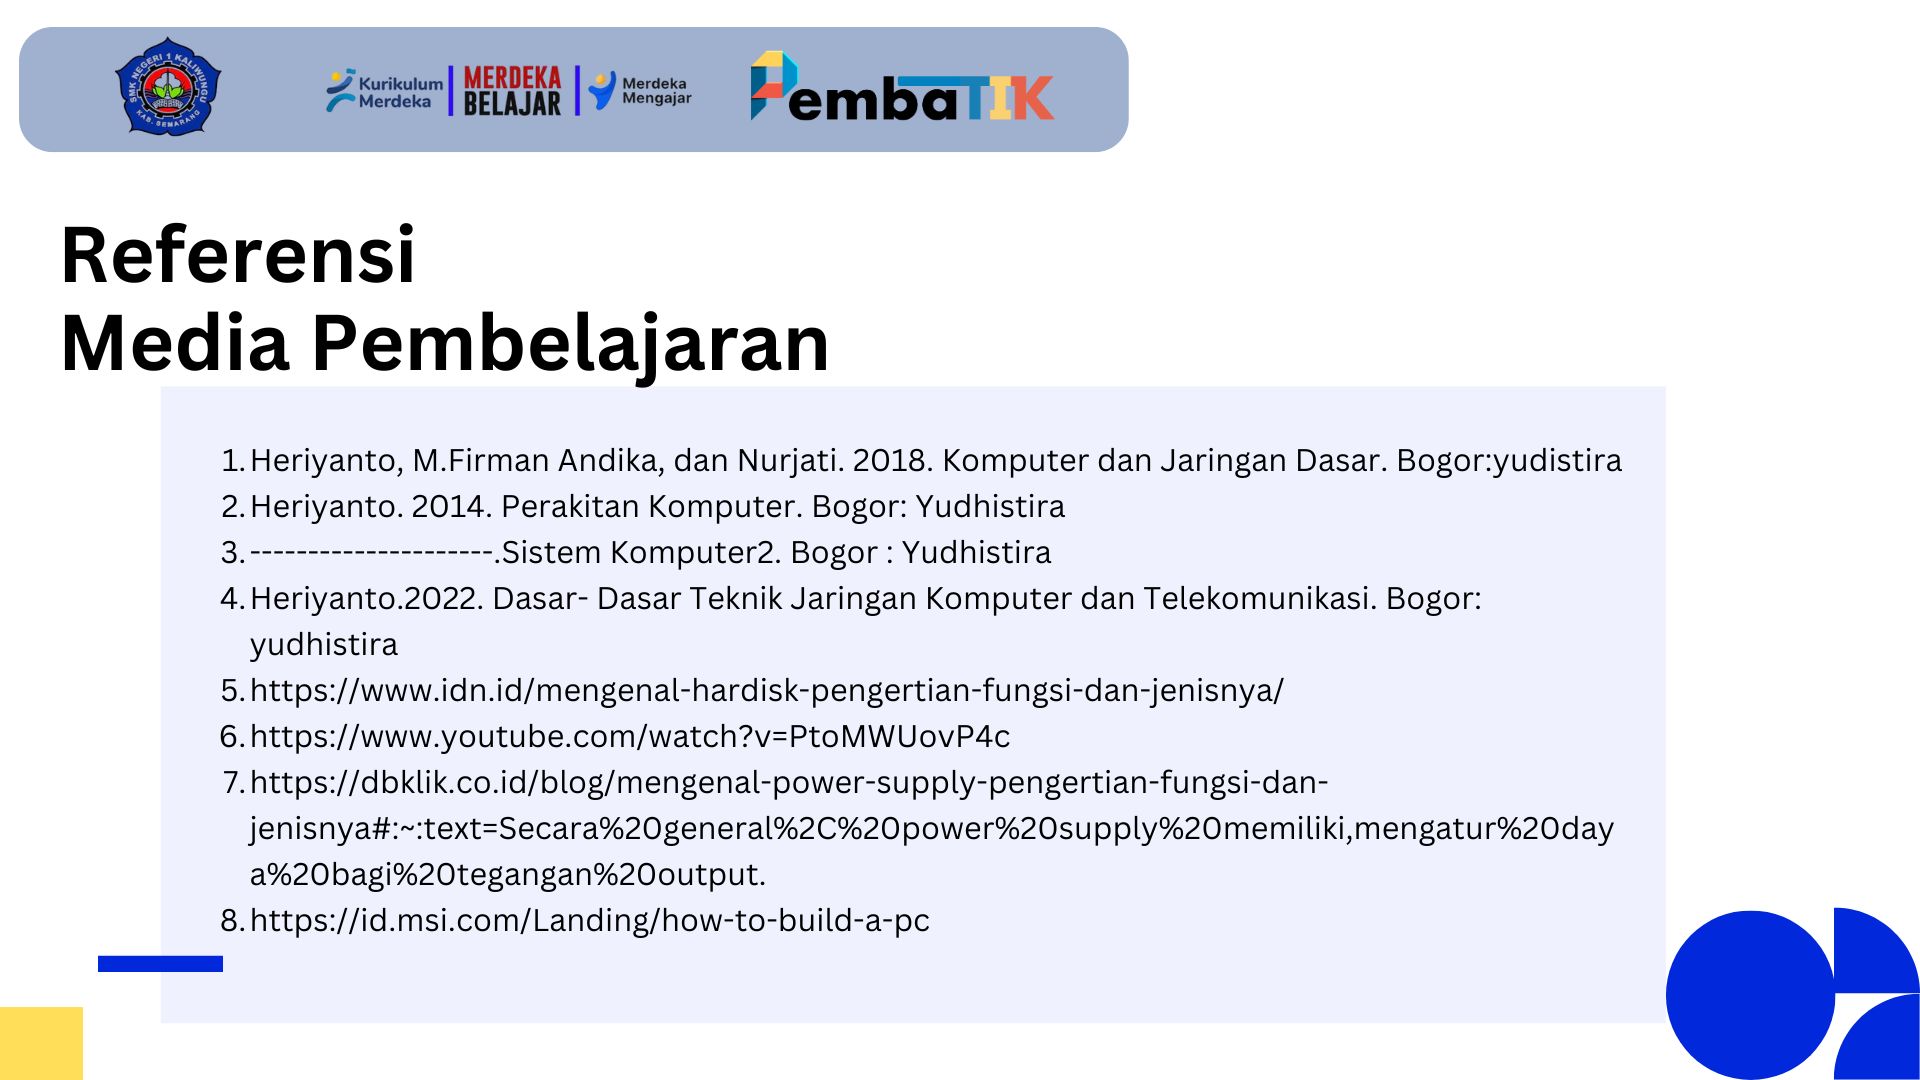 SMK NEGERI 1 KALIWUNGU
KAB. SEMARANG
Kurikulum
Merdeka
MERDEKA
BELAJAR
Merdeka
Mengajar
PembaTIK
Referensi
Media Pembelajaran
1. Heriyanto, M.Firman Andika, dan Nurjati. 2018. Komputer dan Jaringan Dasar. Bogor:yudistira
2. Heriyanto. 2014. Perakitan Komputer. Bogor: Yudhistira
3. ---------------------.Sistem Komputer2. Bogor : Yudhistira
4. Heriyanto.2022. Dasar- Dasar Teknik Jaringan Komputer dan Telekomunikasi. Bogor:
yudhistira
5. https://www.idn.id/mengenal-hardisk-pengertian-fungsi-dan-jenisnya/
6. https://www.youtube.com/watch?v=PtoMWUovP4c
7. https://dbklik.co.id/blog/mengenal-power-supply-pengertian-fungsi-dan-
jenisnya#:~:text=Secara%20general%2C%20power%20supply%20memiliki,mengatur%20day
a%20bagi%20tegangan%20output.
8. https://id.msi.com/Landing/how-to-build-a-pc